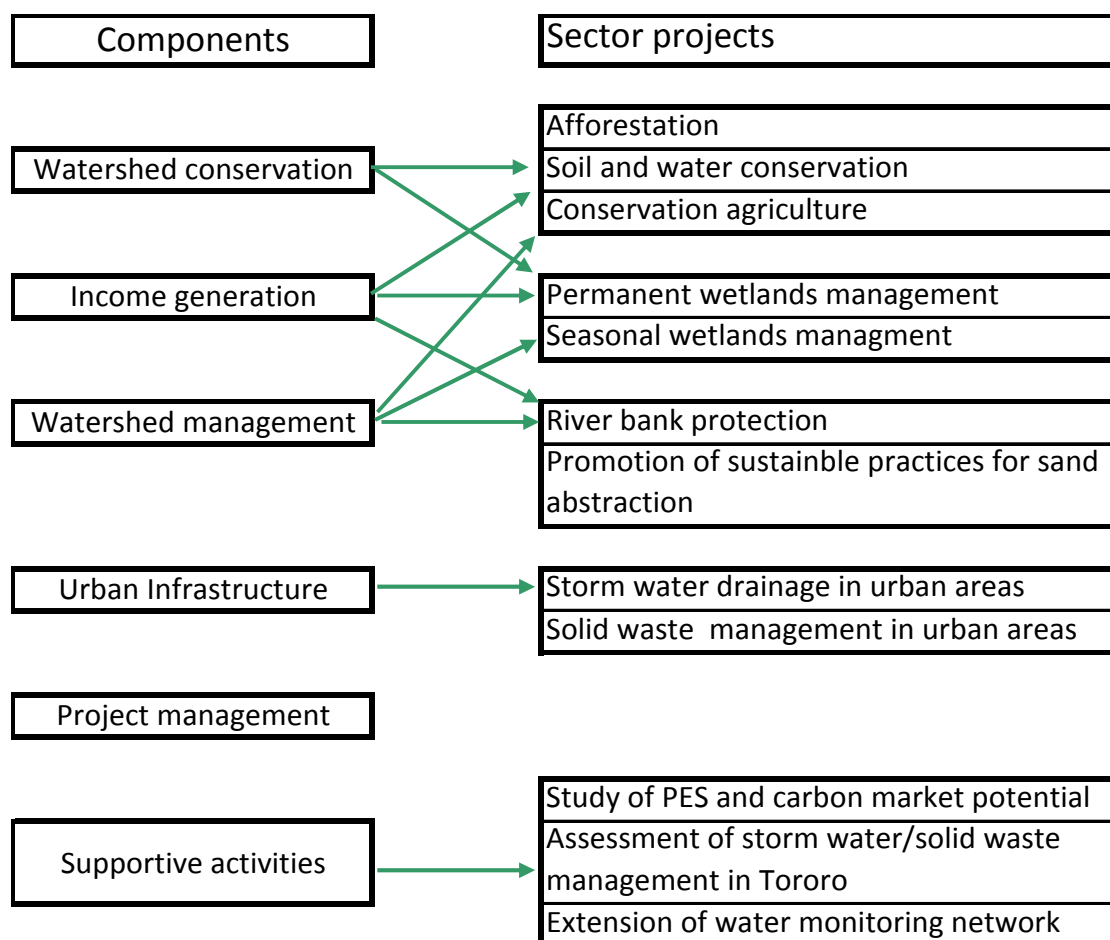 Components
Sector projects
Afforestation
Watershed conservation
Soil and water conservation
Conservation agriculture
Income generation
Permanent wetlands management
Seasonal wetlands managment
Watershed management
River bank protection
Promotion of sustainble practices for sand
abstraction
Urban Infrastructure
Storm water drainage in urban areas
Solid waste  management in urban areas
Project management
Study of PES and carbon market potential
Supportive activities
Assessment of storm water/solid waste
management in Tororo
Extension of water monitoring network